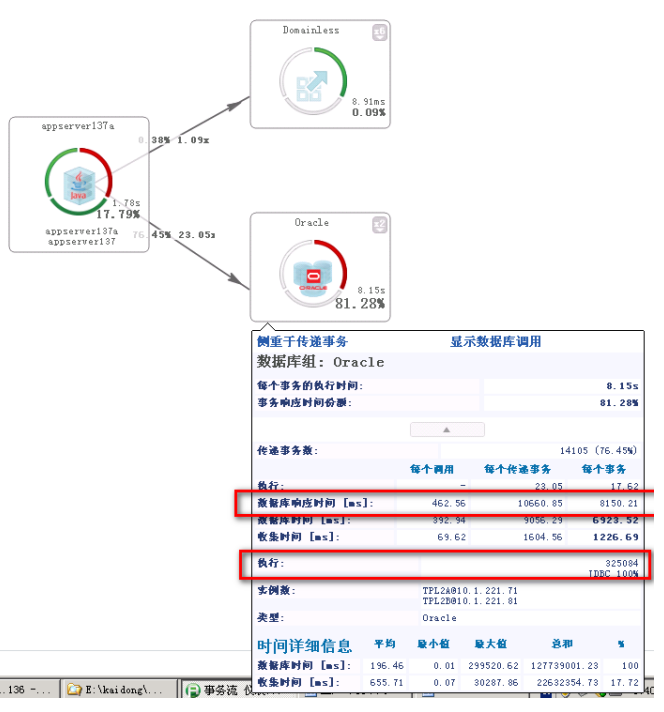 Domainless
x6
8.91ms
0.09%
appserver137a
0.38% 1.09x
Java
1.78s
17.79%
appserver137a
appserver137
76.45% 23.05x
Oracle
x2
ORACLE
8.15s
81.28%
侧重于传递事务 显示数据库调用
数据库组: Oracle
每个事务的执行时间: 8.15s
事务响应时间份额: 81.28%
传递事务数: 14105 (76.45%)
每个调用 每个传递事务 每个事务
执行: - 23.05 17.62
数据库响应时间 [ms]: 462.56 10660.85 8150.21
数据库时间 [ms]: 392.94 9056.29 6923.52
收集时间 [ms]: 69.62 1604.56 1226.69
执行: 325084
JDBC 100%
实例数: TPL2A@10.1.221.71
TPL2B@10.1.221.81
类型: Oracle
时间详细信息 平均 最小值 最大值 总和 %
数据库时间 [ms]: 196.46 0.01 299520.62 127739001.23 100
收集时间 [ms]: 655.71 0.07 30287.86 22632354.73 17.72
.136 -... E:\kaidong\... 事务流